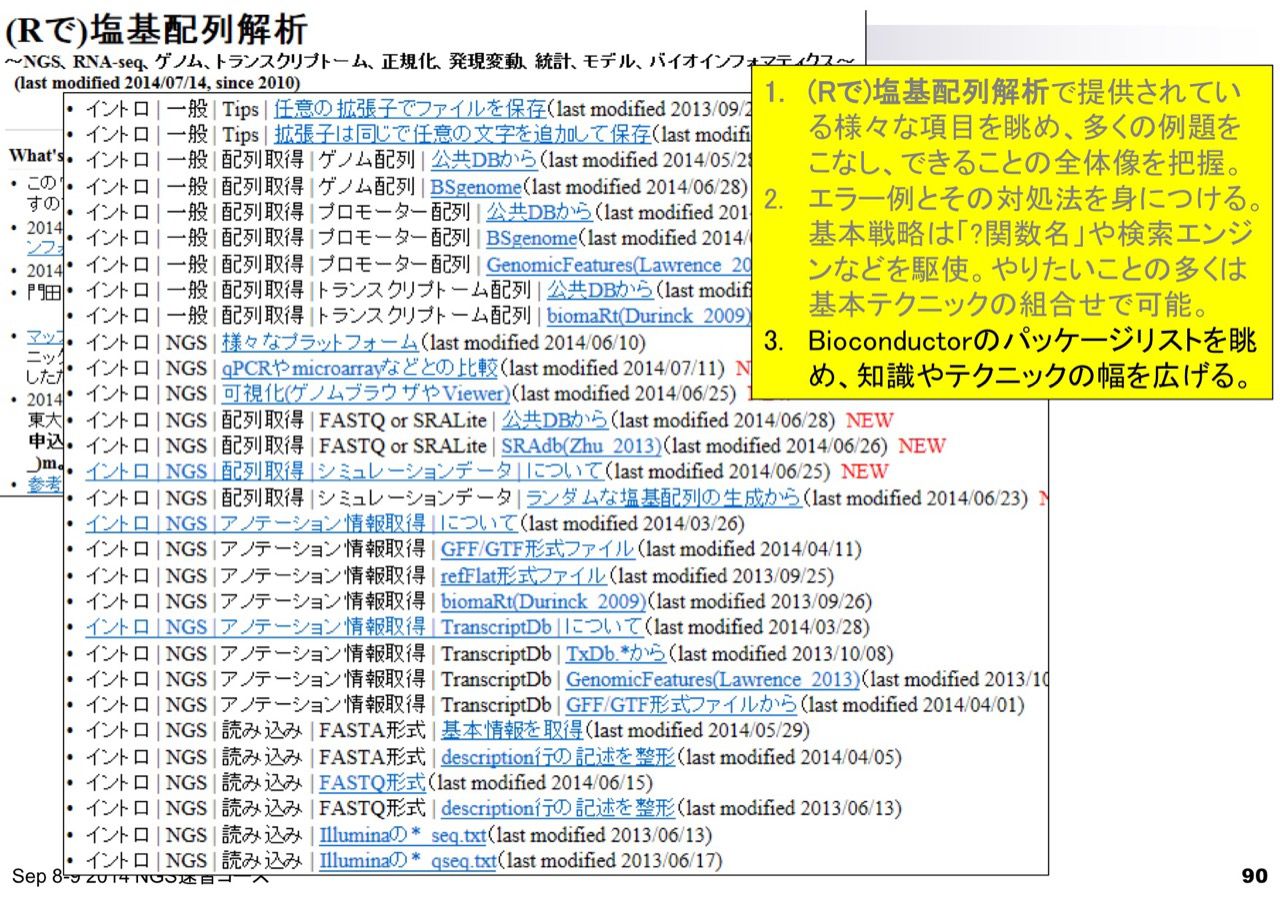 (Rで)塩基配列解析
～NGS、RNA-seq、ゲノム、トランスクリプトーム、正規化、発現変動、統計、モデル、バイオインフォマティクス～
(last modified 2014/07/14, since 2010)
What's
• この
すの
• 2014
ンフォ
• 2014
• 門田
• マップ
ニック
した
• 2014
東大
申込
_)m。
• 参考
• イントロ | 一般 | Tips | 任意の拡張子でファイルを保存(last modified 2013/09/2
• イントロ | 一般 | Tips | 拡張子は同じで任意の文字を追加して保存(last modifi
• イントロ | 一般 | 配列取得 | ゲノム配列 | 公共DBから(last modified 2014/05/28
• イントロ | 一般 | 配列取得 | ゲノム配列 | BSgenome(last modified 2014/06/28)
• イントロ | 一般 | 配列取得 | プロモーター配列 | 公共DBから(last modified 201
• イントロ | 一般 | 配列取得 | プロモーター配列 | BSgenome(last modified 2014/
• イントロ | 一般 | 配列取得 | プロモーター配列 | GenomicFeatures(Lawrence_20
• イントロ | 一般 | 配列取得 | トランスクリプトーム配列 | 公共DBから(last modifi
• イントロ | 一般 | 配列取得 | トランスクリプトーム配列 | biomaRt(Durinck_2009)
• イントロ | NGS | 様々なプラットフォーム(last modified 2014/06/10)
• イントロ | NGS | qPCRやmicroarrayなどとの比較(last modified 2014/07/11) N
• イントロ | NGS | 可視化(ゲノムブラウザやViewer)(last modified 2014/06/25)
• イントロ | NGS | 配列取得 | FASTQ or SRALite | 公共DBから(last modified 2014/06/28) NEW
• イントロ | NGS | 配列取得 | FASTQ or SRALite | SRAdb(Zhu_2013)(last modified 2014/06/26) NEW
• イントロ | NGS | 配列取得 | シミュレーションデータ | について(last modified 2014/06/25) NEW
• イントロ | NGS | 配列取得 | シミュレーションデータ | ランダムな塩基配列の生成から(last modified 2014/06/23) N
• イントロ | NGS | アノテーション情報取得 | について(last modified 2014/03/26)
• イントロ | NGS | アノテーション情報取得 | GFF/GTF形式ファイル(last modified 2014/04/11)
• イントロ | NGS | アノテーション情報取得 | refFlat形式ファイル(last modified 2013/09/25)
• イントロ | NGS | アノテーション情報取得 | biomaRt(Durinck_2009)(last modified 2013/09/26)
• イントロ | NGS | アノテーション情報取得 | TranscriptDb | について(last modified 2014/03/28)
• イントロ | NGS | アノテーション情報取得 | TranscriptDb | TxDb.*から(last modified 2013/10/08)
• イントロ | NGS | アノテーション情報取得 | TranscriptDb | GenomicFeatures(Lawrence_2013)(last modified 2013/10
• イントロ | NGS | アノテーション情報取得 | TranscriptDb | GFF/GTF形式ファイルから(last modified 2014/04/01)
• イントロ | NGS | 読み込み | FASTA形式 | 基本情報を取得(last modified 2014/05/29)
• イントロ | NGS | 読み込み | FASTA形式 | description行の記述を整形(last modified 2014/04/05)
• イントロ | NGS | 読み込み | FASTQ形式(last modified 2014/06/15)
• イントロ | NGS | 読み込み | FASTQ形式 | description行の記述を整形(last modified 2013/06/13)
• イントロ | NGS | 読み込み | Illuminaの*_seq.txt(last modified 2013/06/13)
• イントロ | NGS | 読み込み | Illuminaの*_qseq.txt(last modified 2013/06/17)
1. (Rで)塩基配列解析で提供されてい
る様々な項目を眺め、多くの例題を
こなし、できることの全体像を把握。
2. エラー例とその対処法を身につける。
基本戦略は「?関数名」や検索エンジ
ンなどを駆使。やりたいことの多くは
基本テクニックの組合せで可能。
3. Bioconductorのパッケージリストを眺
め、知識やテクニックの幅を広げる。
Sep 8-9 2014 NGS速習コース
90